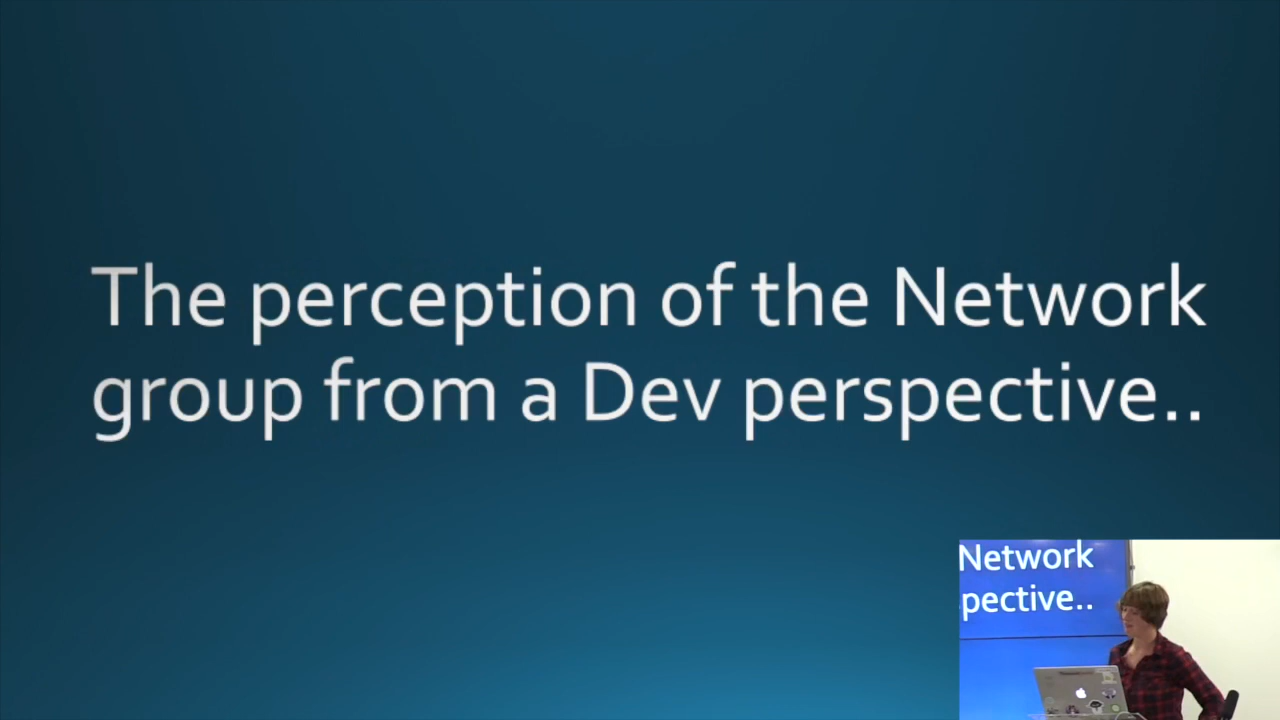 The perception of the Network
group from a Dev perspective..
Network
pective..